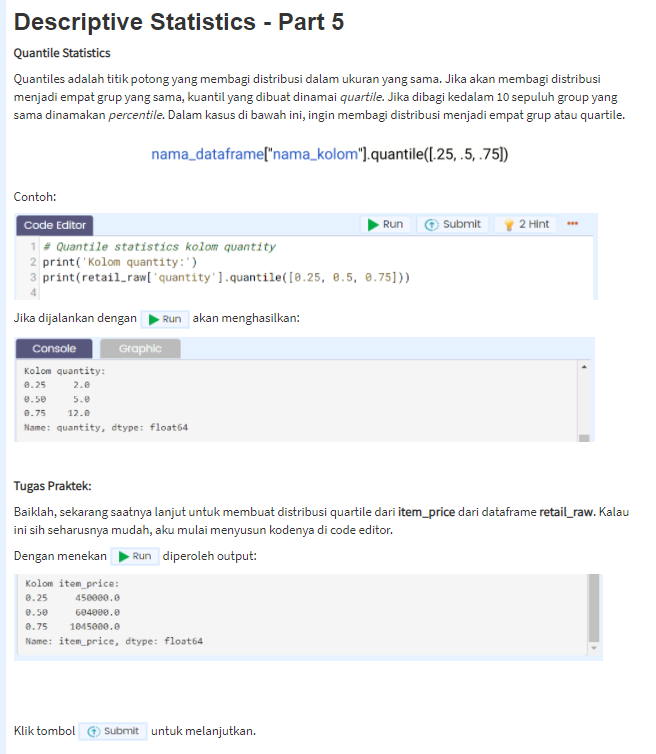 Descriptive Statistics - Part 5
Quantile Statistics
Quantiles adalah titik potong yang membagi distribusi dalam ukuran yang sama. Jika akan membagi distribusi
menjadi empat grup yang sama, kuantil yang dibuat dinamai quartile. Jika dibagi kedalam 10 sepuluh group yang
sama dinamakan percentile. Dalam kasus di bawah ini, ingin membagi distribusi menjadi empat grup atau quartile.
nama_dataframe["nama_kolom"].quantile([.25, .5, .75])
Contoh:
Code Editor Run Submit 2 Hint ...
1 # Quantile statistics kolom quantity
2 print('Kolom quantity:')
3 print(retail_raw['quantity'].quantile([0.25, 0.5, 0.75]))
4
Jika dijalankan dengan Run akan menghasilkan:
Console Graphic
Kolom quantity:
0.25 2.0
0.50 5.0
0.75 12.0
Name: quantity, dtype: float64
Tugas Praktek:
Baiklah, sekarang saatnya lanjut untuk membuat distribusi quartile dari item_price dari dataframe retail_raw. Kalau
ini sih seharusnya mudah, aku mulai menyusun kodenya di code editor.
Dengan menekan Run diperoleh output:
Kolom item_price:
0.25 450000.0
0.50 604000.0
0.75 1045000.0
Name: item_price, dtype: float64
Klik tombol Submit untuk melanjutkan.